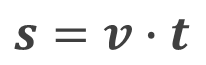 s = v · t